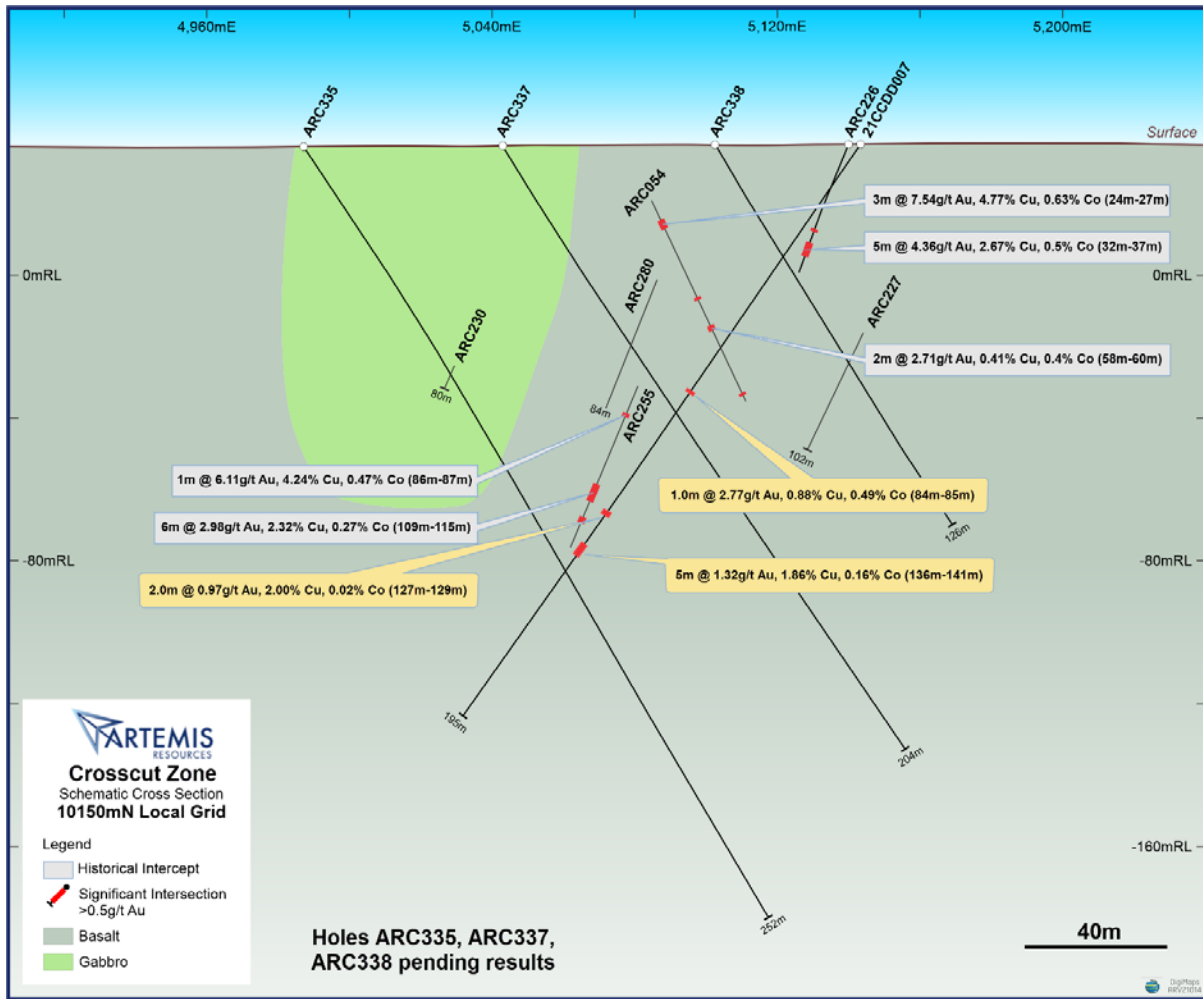 4,960mE
5,040mE
5,120mE
5,200mE
ARC335
ARC337
ARC338
ARC226
21CCDD007
Surface
ARC054
3m @ 7.54g/t Au, 4.77% Cu, 0.63% Co (24m-27m)
5m @ 4.36g/t Au, 2.67% Cu, 0.5% Co (32m-37m)
0mRL
0mRL
ARC280
ARC227
ARC230
2m @ 2.71g/t Au, 0.41% Cu, 0.4% Co (58m-60m)
80m
84m
ARC255
102m
1m @ 6.11g/t Au, 4.24% Cu, 0.47% Co (86m-87m)
1.0m @ 2.77g/t Au, 0.88% Cu, 0.49% Co (84m-85m)
6m @ 2.98g/t Au, 2.32% Cu, 0.27% Co (109m-115m)
126m
-80mRL
-80mRL
2.0m @ 0.97g/t Au, 2.00% Cu, 0.02% Co (127m-129m)
5m @ 1.32g/t Au, 1.86% Cu, 0.16% Co (136m-141m)
195m
204m
ARTEMIS
RESOURCES
Crosscut Zone
Schematic Cross Section
10150mN Local Grid
Legend
Historical Intercept
Significant Intersection
>0.5g/t Au
Basalt
Gabbro
-160mRL
252m
Holes ARC335, ARC337,
ARC338 pending results
40m
DigiMaps